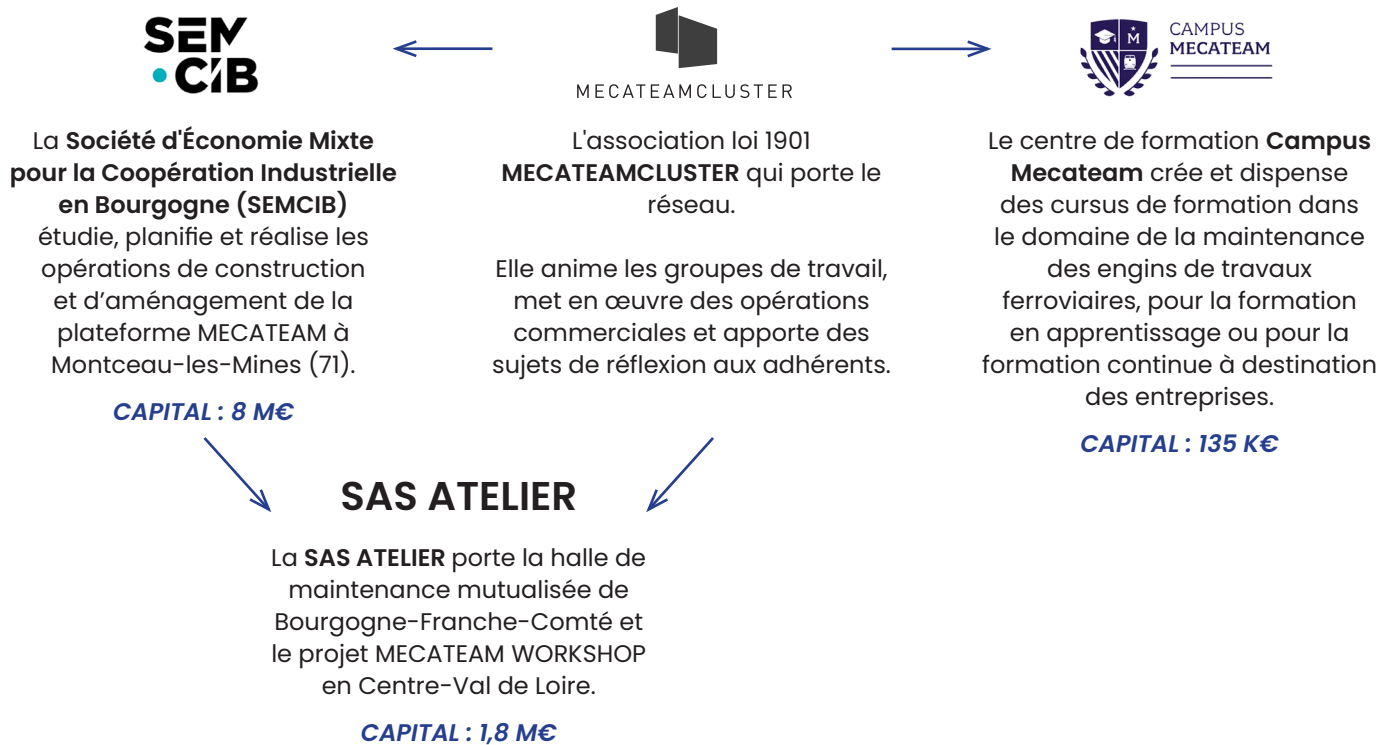 SEM
CIB
La Société d'Économie Mixte
pour la Coopération Industrielle
en Bourgogne (SEMCIB)
étudie, planifie et réalise les
opérations de construction
et d’aménagement de la
plateforme MECATEAM à
Montceau-les-Mines (71).
CAPITAL : 8 M€
MECATEAMCLUSTER
L'association loi 1901
MECATEAMCLUSTER qui porte le
réseau.
Elle anime les groupes de travail,
met en œuvre des opérations
commerciales et apporte des
sujets de réflexion aux adhérents.
M
CAMPUS
MECATEAM
Le centre de formation Campus
Mecateam crée et dispense
des cursus de formation dans
le domaine de la maintenance
des engins de travaux
ferroviaires, pour la formation
en apprentissage ou pour la
formation continue à destination
des entreprises.
CAPITAL : 135 K€
SAS ATELIER
La SAS ATELIER porte la halle de
maintenance mutualisée de
Bourgogne-Franche-Comté et
le projet MECATEAM WORKSHOP
en Centre-Val de Loire.
CAPITAL : 1,8 M€